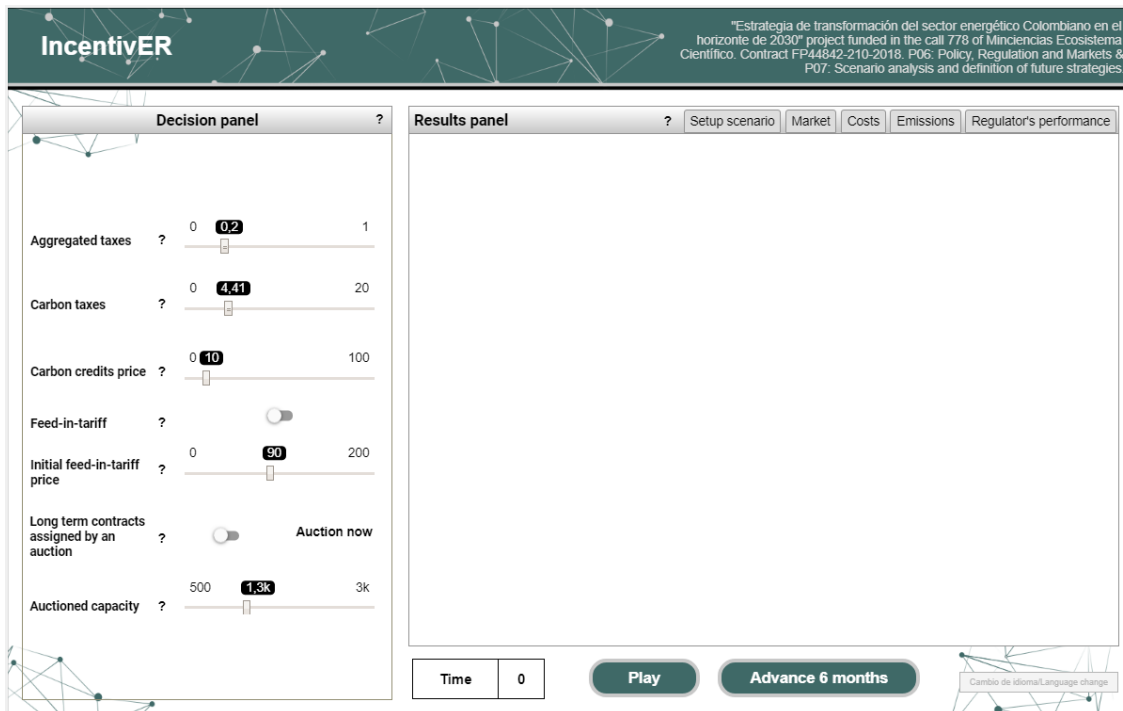 IncentivER
"Estrategia de transformación del sector energético Colombiano en el
horizonte de 2030" project funded in the call 778 of Minciencias Ecosistema
Científico. Contract FP44842-210-2018. P06: Policy, Regulation and Markets &
P07: Scenario analysis and definition of future strategies
Decision panel ?
Aggregated taxes ? 0 0,2 1
Carbon taxes ? 0 4,41 20
Carbon credits price ? 0 10 100
Feed-in-tariff ?
Initial feed-in-tariff
price ? 0 90 200
Long term contracts
assigned by an
auction ? Auction now
Auctioned capacity ? 500 1,3k 3k
Results panel ? Setup scenario Market Costs Emissions Regulator's performance
Time 0 Play Advance 6 months
Cambio de idioma/Language change